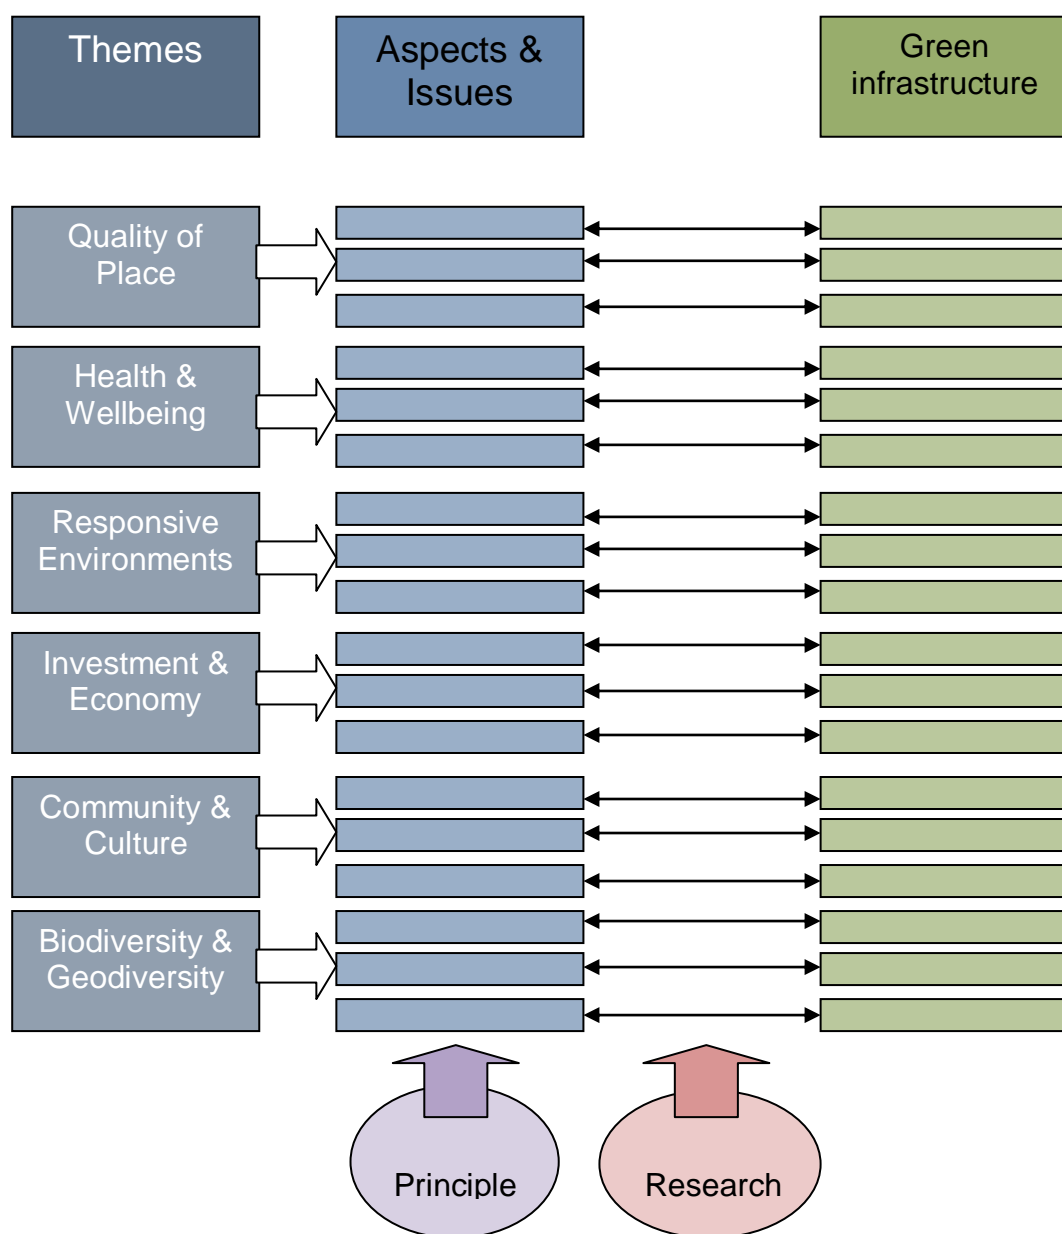 Themes
Aspects &
Issues
Green
infrastructure
Quality of
Place
Health &
Wellbeing
Responsive
Environments
Investment &
Economy
Community &
Culture
Biodiversity &
Geodiversity
Principle
Research